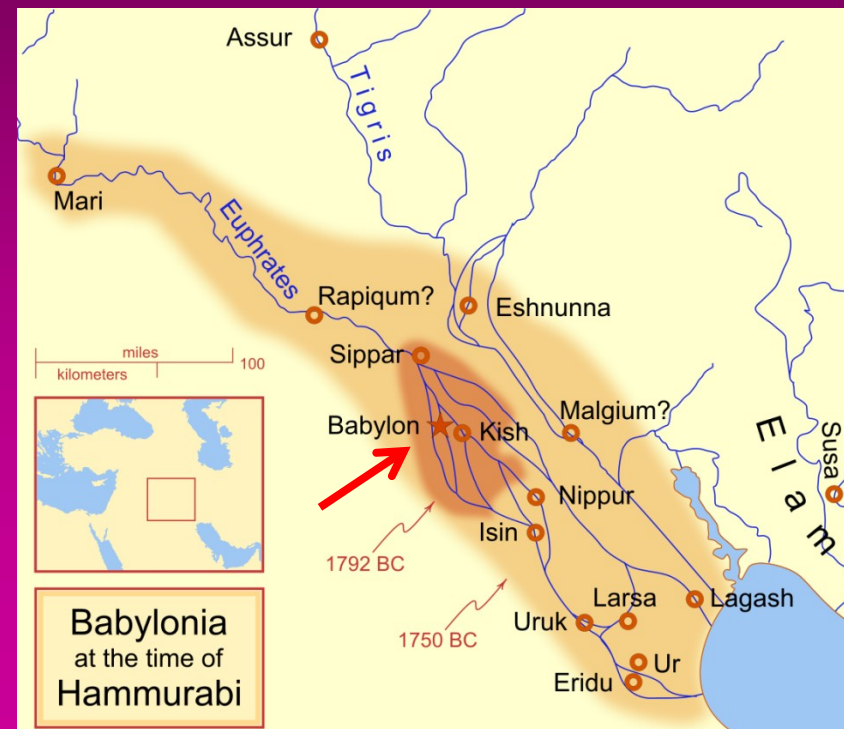 Assur
Tigris
Mari
Euphrates
Rapiqum?
Eshnunna
Sippar
miles
100
kilometers
Babylon
Kish
Malgium?
Elam
Susa
Nippur
Isin
1792 BC
Larsa
Lagash
Uruk
1750 BC
Ur
Eridu
Babylonia
at the time of
Hammurabi